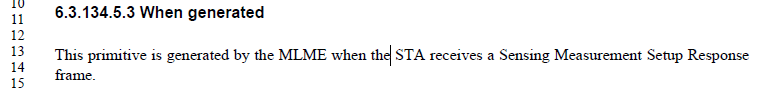 10
11 6.3.134.5.3 When generated
12
13 This primitive is generated by the MLME when the STA receives a Sensing Measurement Setup Response
14 frame.
15